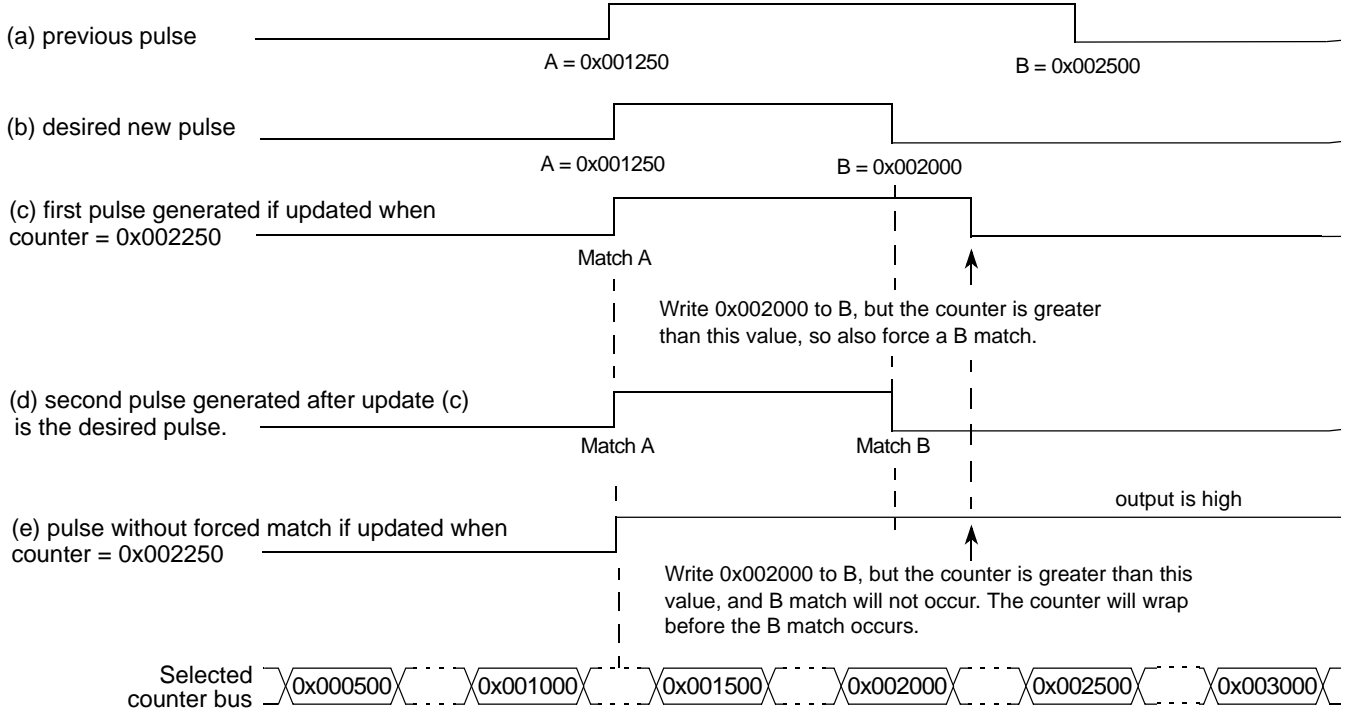 (a) previous pulse
A = 0x001250
B = 0x002500
(b) desired new pulse
A = 0x001250
B = 0x002000
(c) first pulse generated if updated when
counter = 0x002250
Match A
Write 0x002000 to B, but the counter is greater
than this value, so also force a B match.
(d) second pulse generated after update (c)
is the desired pulse.
Match A
Match B
output is high
(e) pulse without forced match if updated when
counter = 0x002250
Write 0x002000 to B, but the counter is greater than this
value, and B match will not occur. The counter will wrap
before the B match occurs.
Selected
counter bus
0x000500
0x001000
0x001500
0x002000
0x002500
0x003000